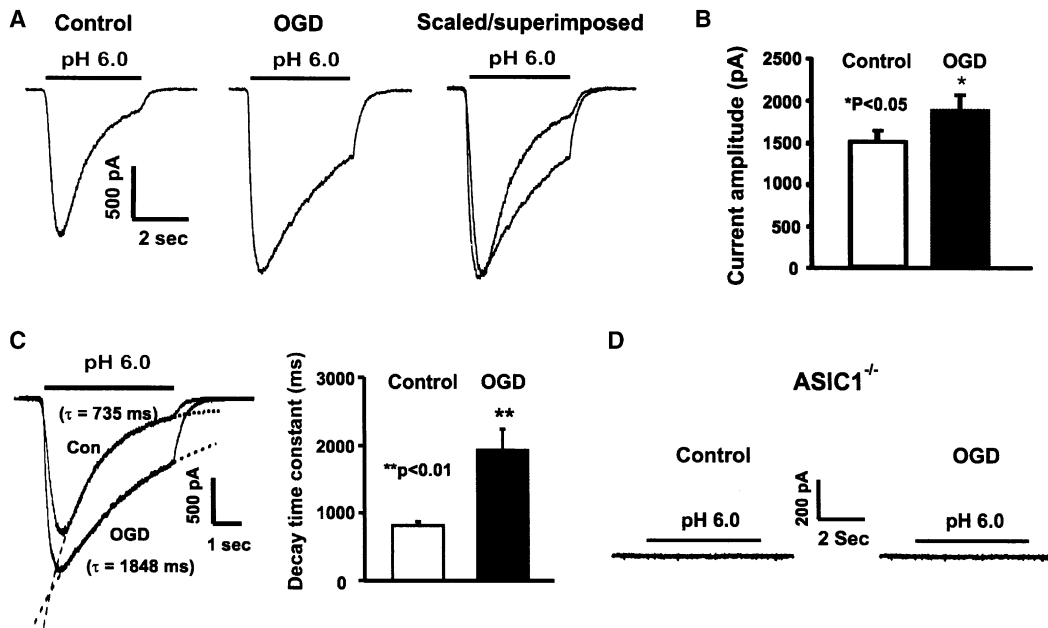 A
Control
pH 6.0
500 pA
2 sec
OGD
pH 6.0
Scaled/superimposed
pH 6.0
B
Current amplitude (pA)
2500
2000
1500
1000
500
0
Control
OGD
*
*P<0.05
C
pH 6.0
(τ = 735 ms)
Con
OGD
(τ = 1848 ms)
500 pA
1 sec
Decay time constant (ms)
3000
2000
1000
0
Control
OGD
**
**p<0.01
D
ASIC1-/-
Control
pH 6.0
200 pA
2 Sec
OGD
pH 6.0